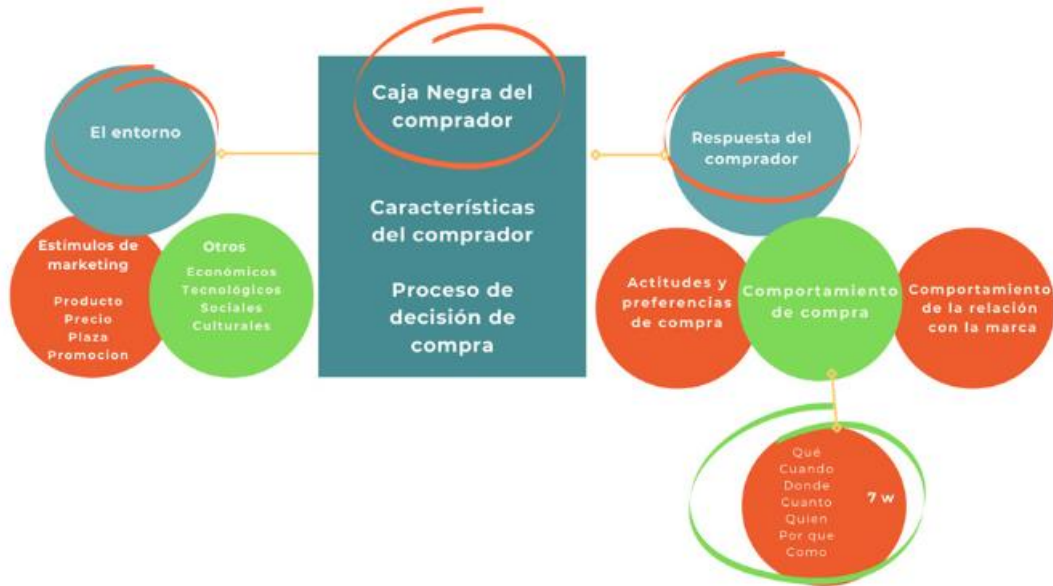 El entorno
Estímulos de
marketing
Producto
Precio
Plaza
Promocion
Otros
Económicos
Tecnológicos
Sociales
Culturales
Caja Negra del
comprador
Características
del comprador
Proceso de
decisión de
compra
Respuesta del
comprador
Actitudes y
preferencias
de compra
Comportamiento
de compra
Comportamiento
de la relación
con la marca
Qué
Cuando
Donde
Cuanto
Quien
Por que
Como
7 w